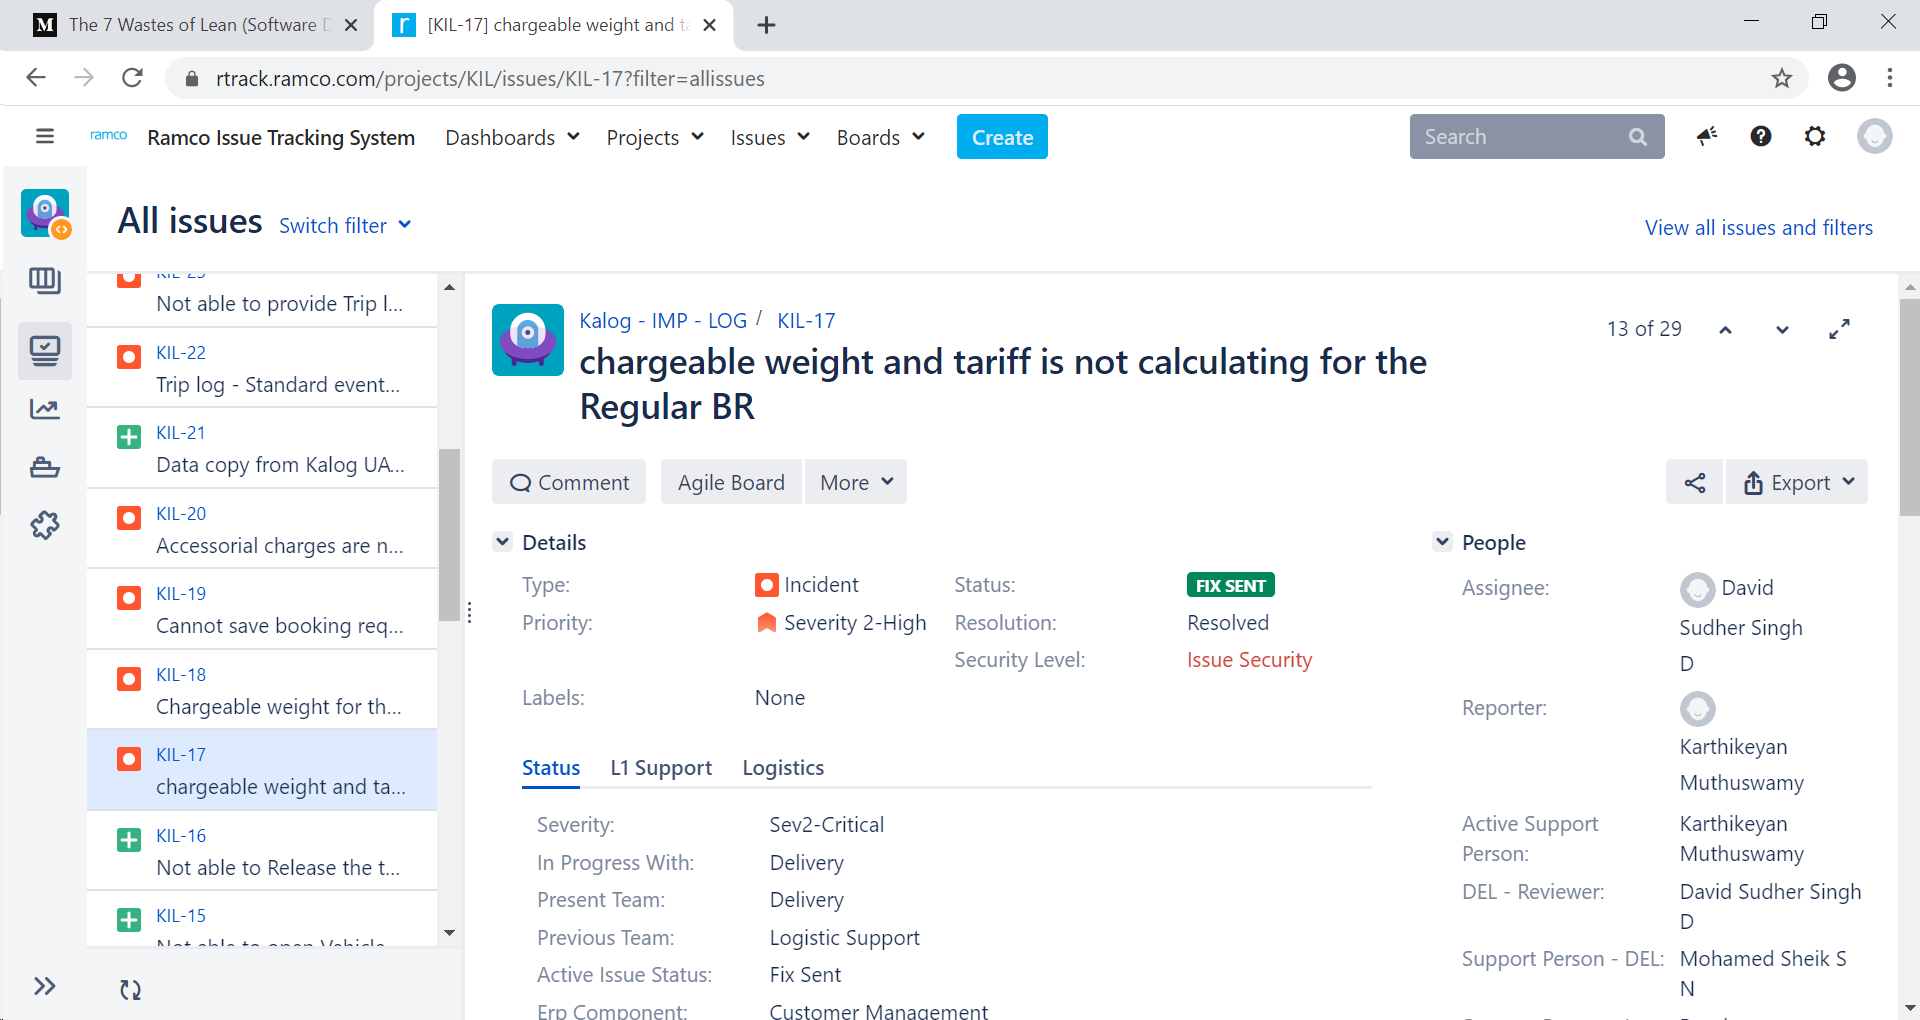 M The 7 Wastes of Lean (Software D
r [KIL-17] chargeable weight and ta
rtrack.ramco.com/projects/KIL/issues/KIL-17?filter=allissues
ramco Ramco Issue Tracking System Dashboards Projects Issues Boards Create Search
All issues Switch filter
View all issues and filters
KIL-23
Not able to provide Trip l...
KIL-22
Trip log - Standard event...
KIL-21
Data copy from Kalog UA...
KIL-20
Accessorial charges are n...
KIL-19
Cannot save booking req...
KIL-18
Chargeable weight for th...
KIL-17
chargeable weight and ta...
KIL-16
Not able to Release the t...
KIL-15
Not able to open Vehicle
Kalog - IMP - LOG / KIL-17
13 of 29
chargeable weight and tariff is not calculating for the
Regular BR
Comment Agile Board More Export
Details
Type: Incident Status: FIX SENT
Priority: Severity 2-High Resolution: Resolved
Security Level: Issue Security
Labels: None
Status L1 Support Logistics
Severity: Sev2-Critical
In Progress With: Delivery
Present Team: Delivery
Previous Team: Logistic Support
Active Issue Status: Fix Sent
Erp Component: Customer Management
People
Assignee: David
Sudher Singh
D
Reporter:
Karthikeyan
Muthuswamy
Active Support Karthikeyan
Person: Muthuswamy
DEL - Reviewer: David Sudher Singh
D
Support Person - DEL: Mohamed Sheik S
N